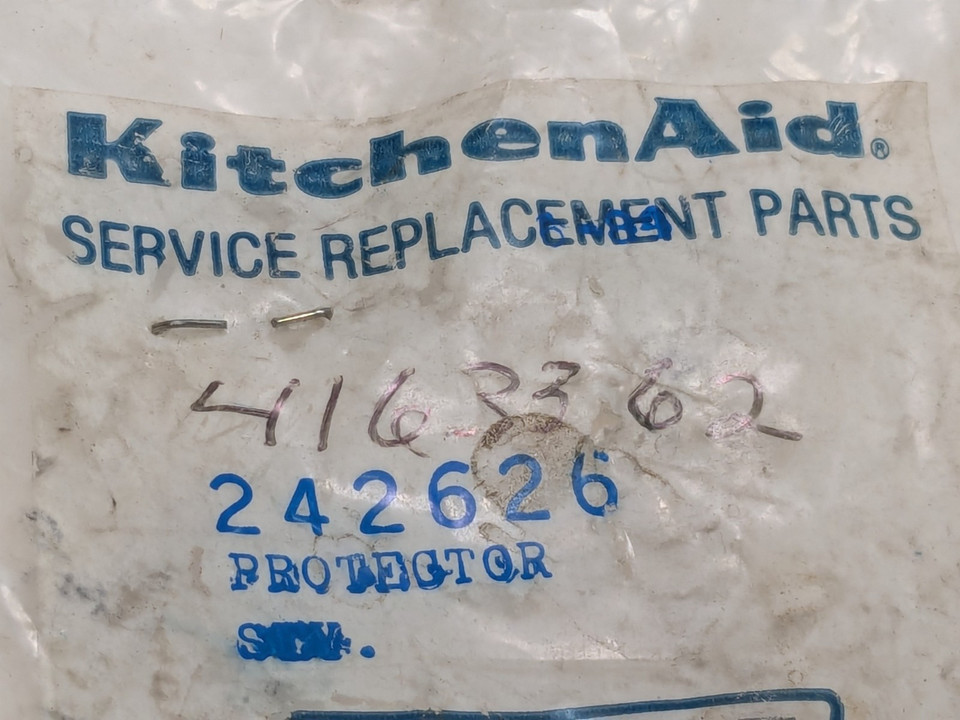 KitchenAid®
SERVICE REPLACEMENT PARTS
4163362
242626
PROTECTOR